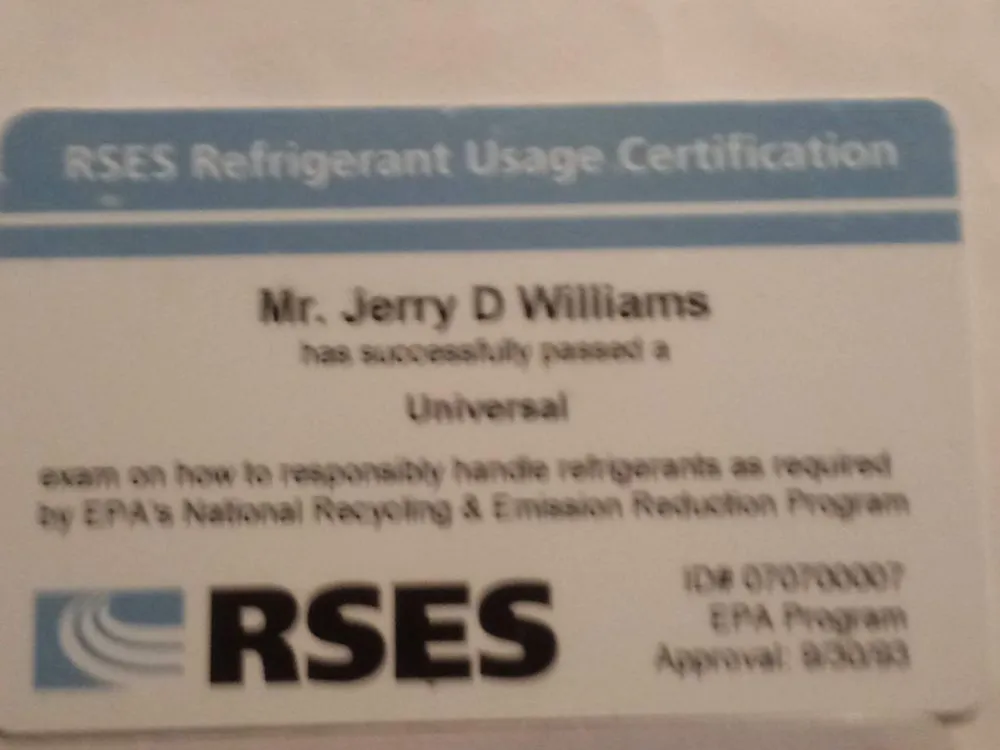 RSES Refrigerant Usage Certification
Mr. Jerry D Williams
has successfully passed a
Universal
exam on how to responsibly handle refrigerants as required
by EPA's National Recycling & Emission Reduction Program
RSES
ID# 070700007
EPA Program
Approval: 9/30/93